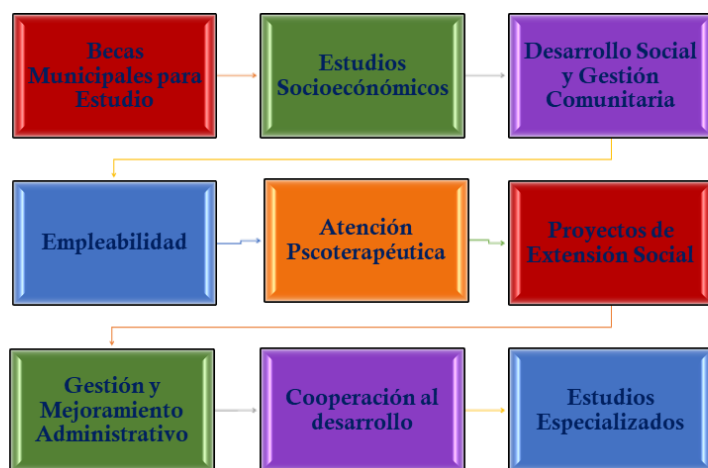 Becas
Municipales para
Estudio
Estudios
Socioecónómicos
Desarrollo Social
y Gestión
Comunitaria
Empleabilidad
Atención
Pscoterapéutica
Proyectos de
Extensión Social
Gestión y
Mejoramiento
Administrativo
Cooperación al
desarrollo
Estudios
Especializados